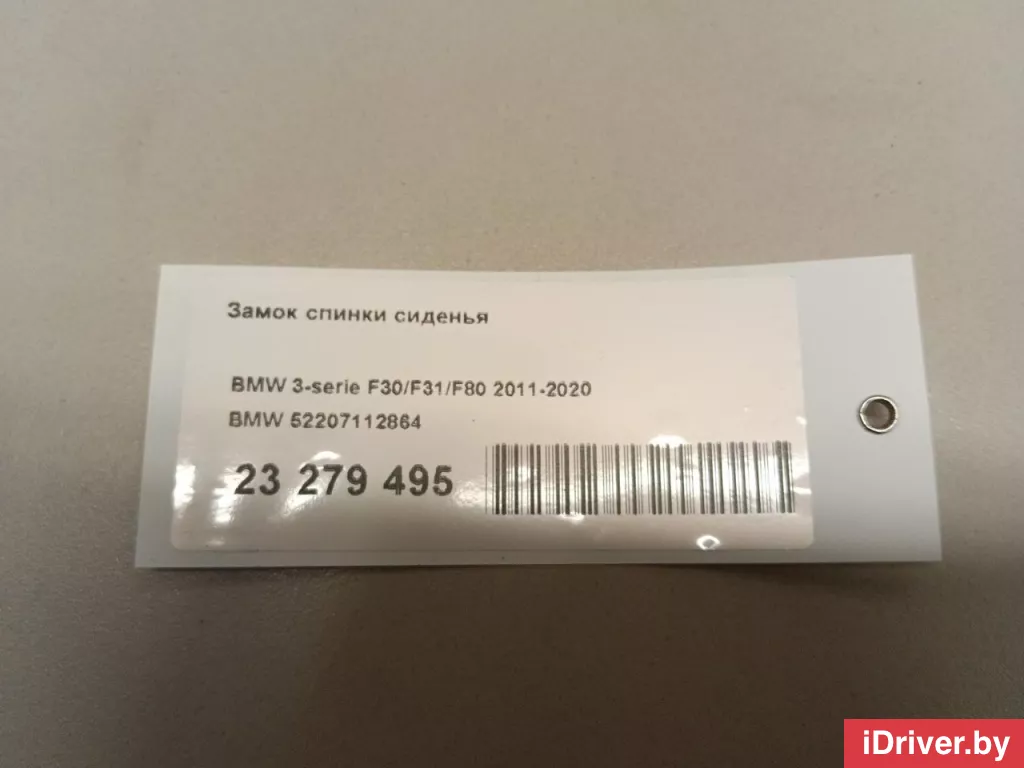 Замок спинки сиденья
BMW 3-serie F30/F31/F80 2011-2020
BMW 52207112864
23 279 495
iDriver.by